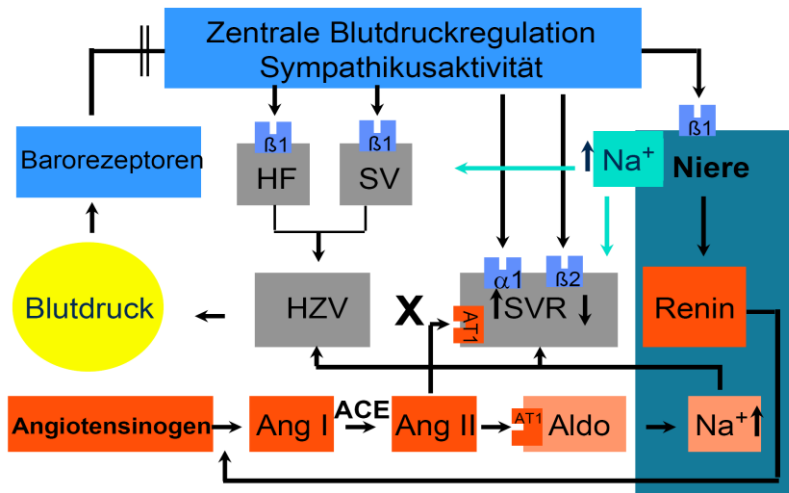 Zentrale Blutdruckregulation
Sympathikusaktivität
ß1
ß1
ß1
Barorezeptoren
HF
SV
Na⁺
Niere
α1
ß2
Blutdruck
HZV
X
AT1
SVR
Renin
Angiotensinogen
Ang I
ACE
Ang II
AT1
Aldo
Na⁺